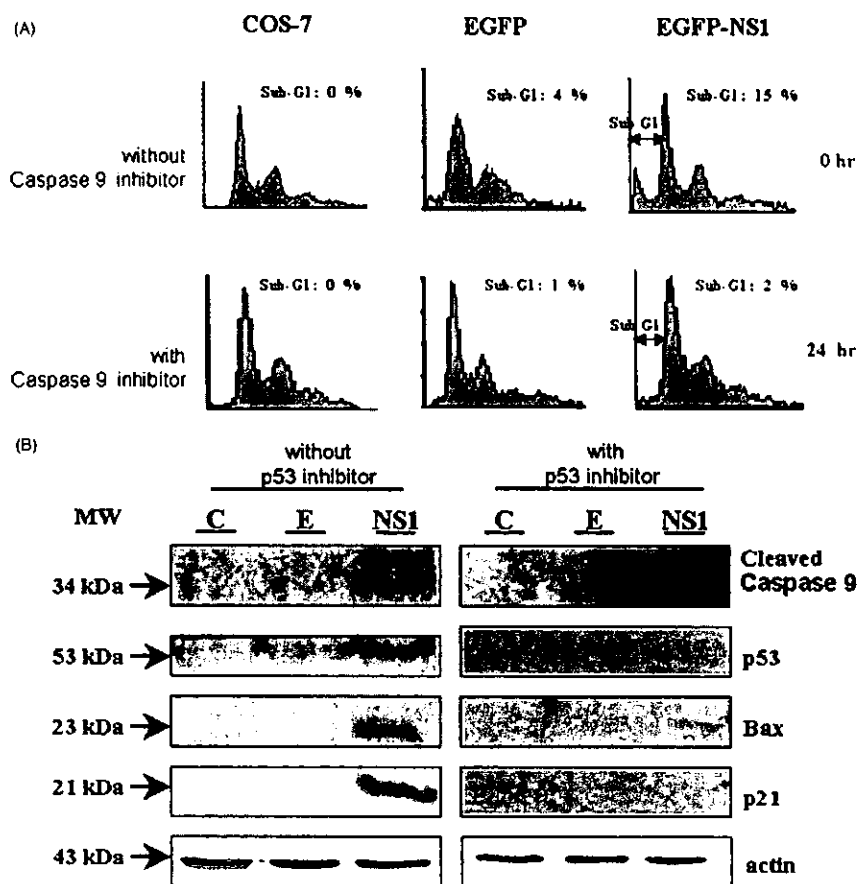 (A)
COS-7 EGFP EGFP-NS1
without
Caspase 9 inhibitor
Sub-G1: 0 %
Sub-G1: 4 %
Sub-G1: 15 %
Sub G1
0 hr
with
Caspase 9 inhibitor
Sub-G1: 0 %
Sub-G1: 1 %
Sub-G1: 2 %
Sub G1
24 hr
(B)
without
p53 inhibitor
with
p53 inhibitor
MW C E NS1 C E NS1
34 kDa Cleaved
Caspase 9
53 kDa p53
23 kDa Bax
21 kDa p21
43 kDa actin